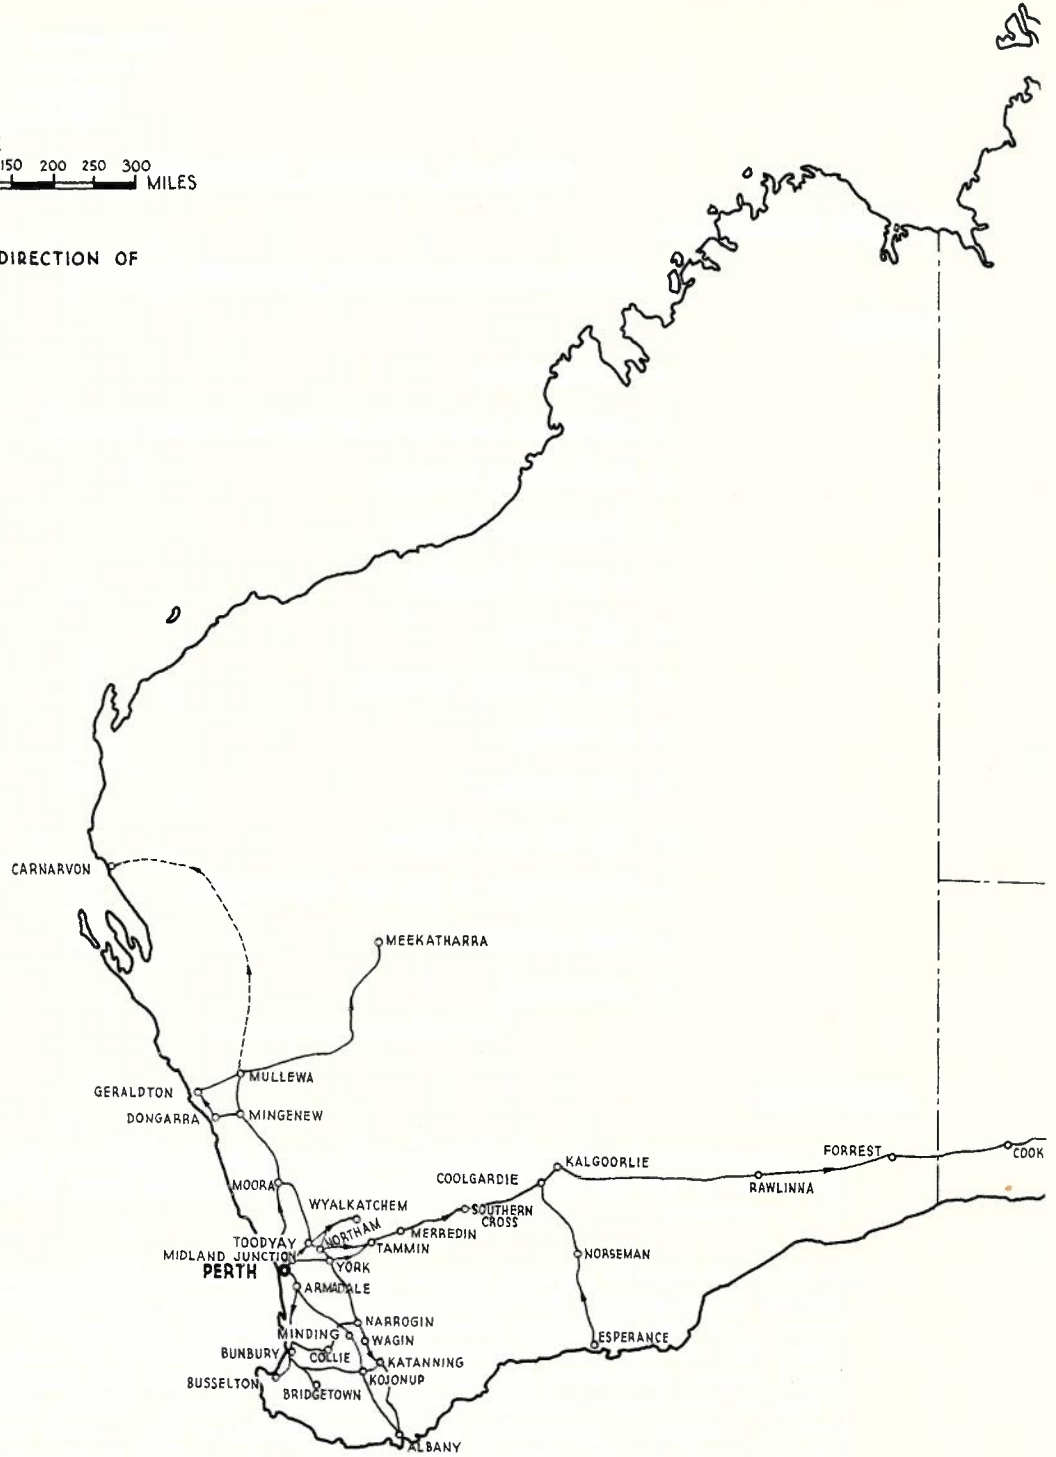 150 200 250 300
MILES
DIRECTION OF
CARNARVON
MEEKATHARRA
MULLEWA
GERALDTON
DONGARRA
MINGENEW
MOORA
WYALKATCHEM
NORTHAM
TOODYAY
MIDLAND JUNCTION
PERTH
YORK
TAMMIN
MERREDIN
SOUTHERN
CROSS
COOLGARDIE
KALGOORLIE
RAWLINNA
FORREST
COOK
NORSEMAN
ESPERANCE
ARMADALE
NARROGIN
MINDING
WAGIN
BUNBURY
COLLIE
KATANNING
BUSSELTON
BRIDGETOWN
KOJONUP
ALBANY